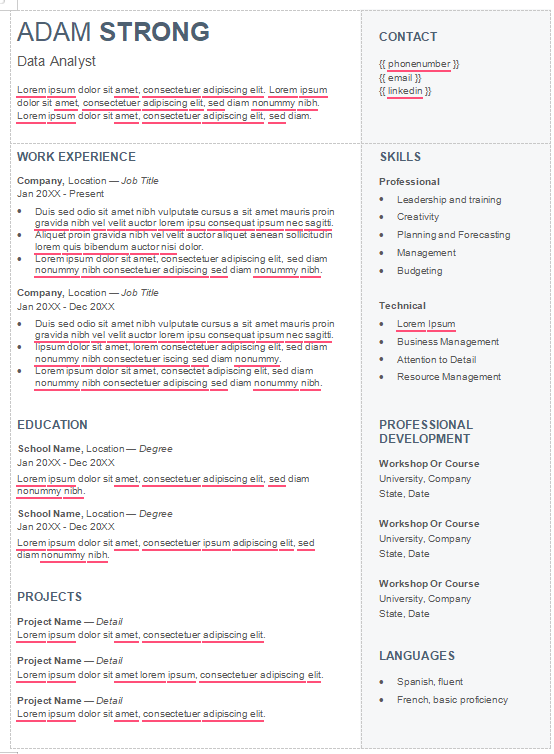 ADAM STRONG
Data Analyst
Lorem ipsum dolor sit amet, consectetuer adipiscing elit. Lorem ipsum
dolor sit amet, consectetuer adipiscing elit, sed diam nonummy nibh.
Lorem ipsum dolor sit amet, consectetuer adipiscing elit, sed diam.
CONTACT
{{ phonenumber }}
{{ email }}
{{ linkedin }}
WORK EXPERIENCE
Company, Location — Job Title
Jan 20XX - Present
• Duis sed odio sit amet nibh vulputate cursus a sit amet mauris proin
gravida nibh vel velit auctor lorem ipsu consequat ipsum nec sagitti.
• Aliquet proin gravida nibh vel velit auctor aliquet aenean sollicitudin
lorem quis bibendum auctor nisi dolor.
• Lorem ipsum dolor sit amet, consectetuer adipiscing elit, sed diam
nonummy nibh consectetuer adipiscing sed diam nonummy nibh.
Company, Location — Job Title
Jan 20XX - Dec 20XX
• Duis sed odio sit amet nibh vulputate cursus a sit amet mauris proin
gravida nibh vel velit auctor lorem ipsu consequat ipsum nec sagitti.
• Tipsum dolor sit amet, lorem consectetuer adipiscing elit, sed diam
nonummy nibh consectetuer iscing sed diam nonummy.
• Lorem ipsum dolor sit amet, consectet adipiscing elit, sed diam
nonummy nibh consectetuer adipiscing sed diam nonummy nibh.
SKILLS
Professional
• Leadership and training
• Creativity
• Planning and Forecasting
• Management
• Budgeting
Technical
• Lorem Ipsum
• Business Management
• Attention to Detail
• Resource Management
EDUCATION
School Name, Location — Degree
Jan 20XX - Dec 20XX
Lorem ipsum dolor sit amet, consectetuer adipiscing elit, sed diam
nonummy nibh.
School Name, Location — Degree
Jan 20XX - Dec 20XX
Lorem ipsum dolor sit amet, consectetuer ipsum adipiscing elit, sed
diam nonummy nibh.
PROJECTS
Project Name — Detail
Lorem ipsum dolor sit amet, consectetuer adipiscing elit.
Project Name — Detail
Lorem ipsum dolor sit amet lorem ipsum, consectetuer adipiscing elit.
Project Name — Detail
Lorem ipsum dolor sit amet, consectetuer adipiscing elit.
PROFESSIONAL
DEVELOPMENT
Workshop Or Course
University, Company
State, Date
Workshop Or Course
University, Company
State, Date
Workshop Or Course
University, Company
State, Date
LANGUAGES
• Spanish, fluent
• French, basic proficiency